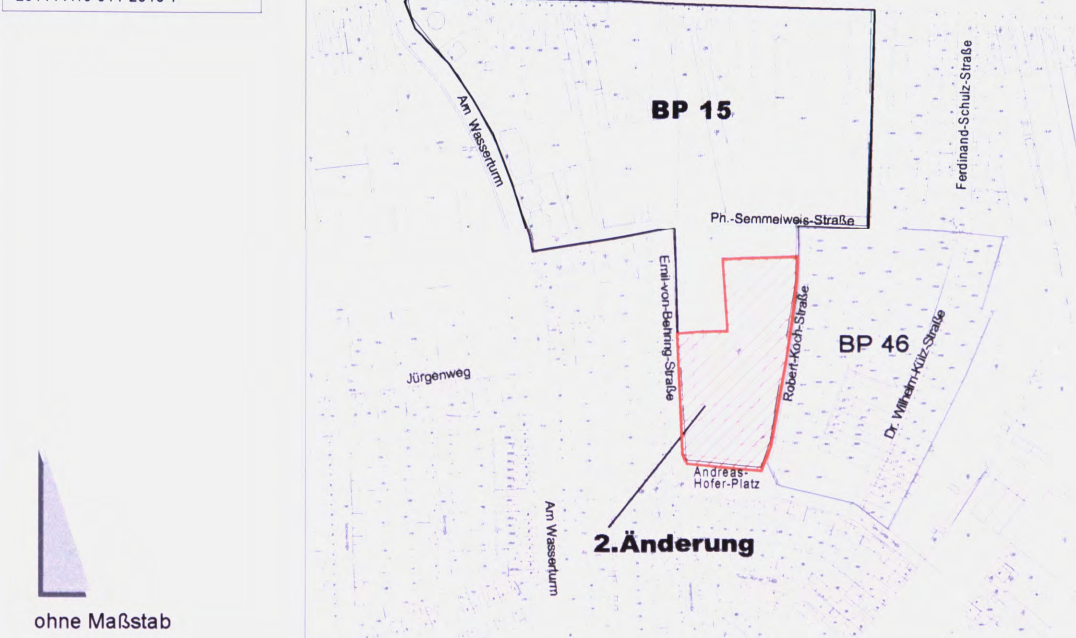 BP 15
Am Wasserturm
Ferdinand-Schulz-Straße
Ph.-Semmelweis-Straße
Emil-von-Behring-Straße
Robert-Koch-Straße
BP 46
Dr. Wilhelm-Külz-Straße
Jürgenweg
Andreas-
Hofer-Platz
Am Wasserturm
2.Änderung
ohne Maßstab